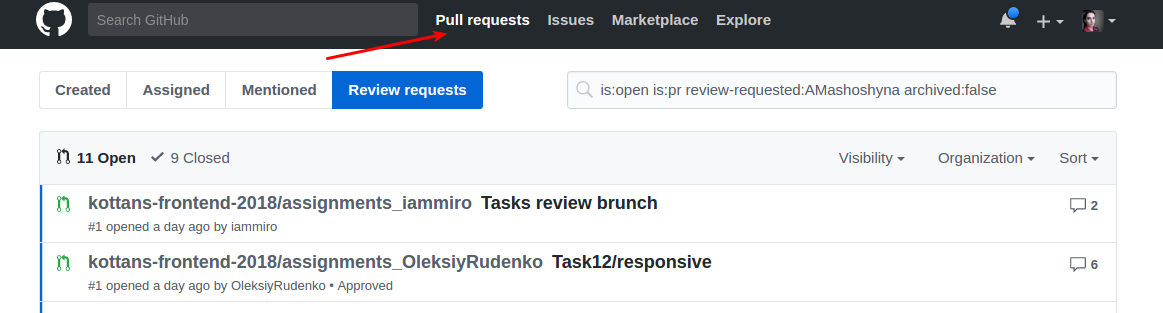 Search GitHub Pull requests Issues Marketplace Explore
Created Assigned Mentioned Review requests is:open is:pr review-requested:AMashoshyna archived:false
11 Open 9 Closed Visibility Organization Sort
kottans-frontend-2018/assignments_iammiro Tasks review brunch 2
#1 opened a day ago by iammiro
kottans-frontend-2018/assignments_OleksiyRudenko Task12/responsive 6
#1 opened a day ago by OleksiyRudenko • Approved